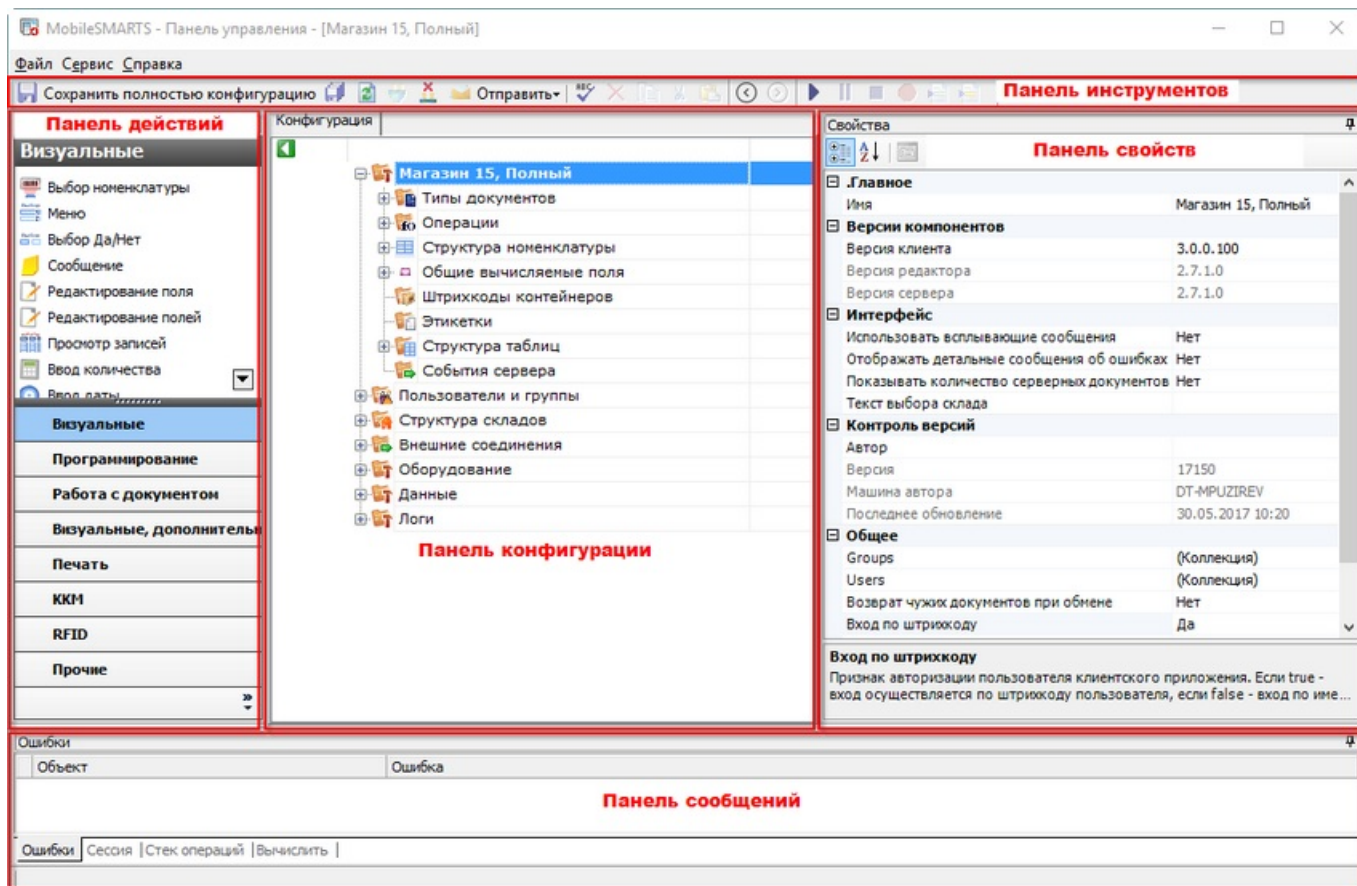 MobileSMARTS - Панель управления - [Магазин 15, Полный]
Файл Сервис Справка
Сохранить полностью конфигурацию Отправить ABC Панель инструментов
Панель действий
Визуальные
Выбор номенклатуры
Меню
Выбор Да/Нет
Сообщение
Редактирование поля
Редактирование полей
Просмотр записей
Ввод количества
Ввод даты
Визуальные
Программирование
Работа с документом
Визуальные, дополнительн
Печать
ККМ
RFID
Прочие
Конфигурация
Магазин 15, Полный
Типы документов
Операции
Структура номенклатуры
Общие вычисляемые поля
Штрихкоды контейнеров
Этикетки
Структура таблиц
События сервера
Пользователи и группы
Структура складов
Внешние соединения
Оборудование
Данные
Логи
Панель конфигурации
Свойства
Панель свойств
.Главное
Имя Магазин 15, Полный
Версии компонентов
Версия клиента 3.0.0.100
Версия редактора 2.7.1.0
Версия сервера 2.7.1.0
Интерфейс
Использовать всплывающие сообщения Нет
Отображать детальные сообщения об ошибках Нет
Показывать количество серверных документов Нет
Текст выбора склада
Контроль версий
Автор
Версия 17150
Машина автора DT-MPUZIREV
Последнее обновление 30.05.2017 10:20
Общее
Groups (Коллекция)
Users (Коллекция)
Возврат чужих документов при обмене Нет
Вход по штрихкоду Да
Вход по штрихкоду
Признак авторизации пользователя клиентского приложения. Если true -
вход осуществляется по штрихкоду пользователя, если false - вход по име...
Ошибки
Объект Ошибка
Панель сообщений
Ошибки Сессия Стек операций Вычислить